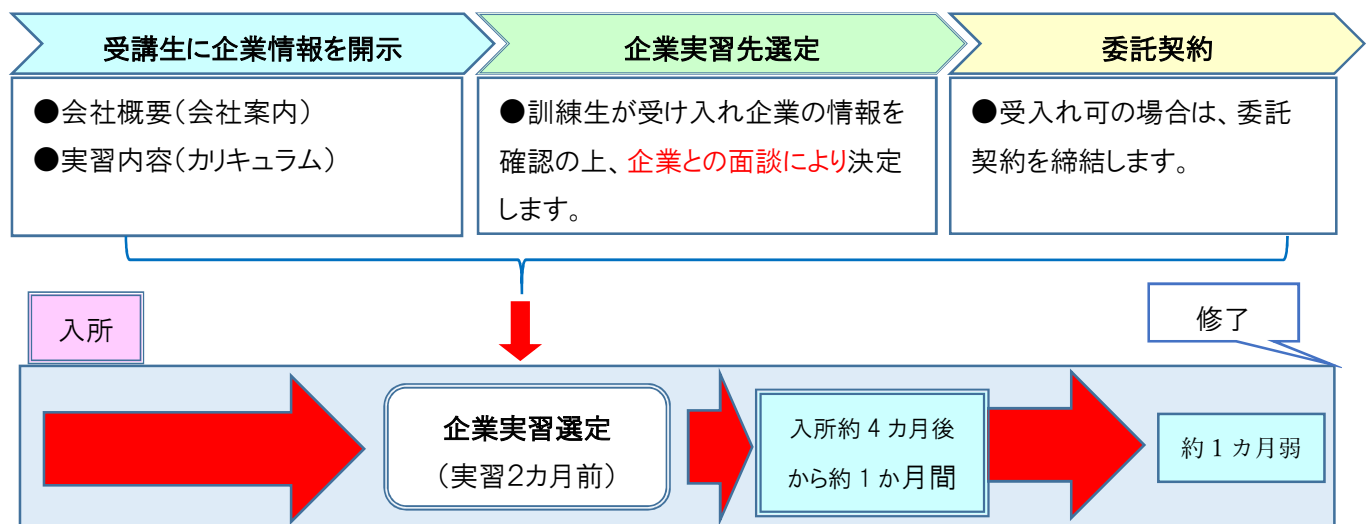 受講生に企業情報を開示
企業実習先選定
委託契約
●会社概要（会社案内）
●実習内容（カリキュラム）
●訓練生が受け入れ企業の情報を
確認の上、企業との面談により決定
します。
●受入れ可の場合は、委託
契約を締結します。
入所
修了
企業実習選定
（実習2カ月前）
入所約 4 カ月後
から約 1 か月間
約 1 カ月弱